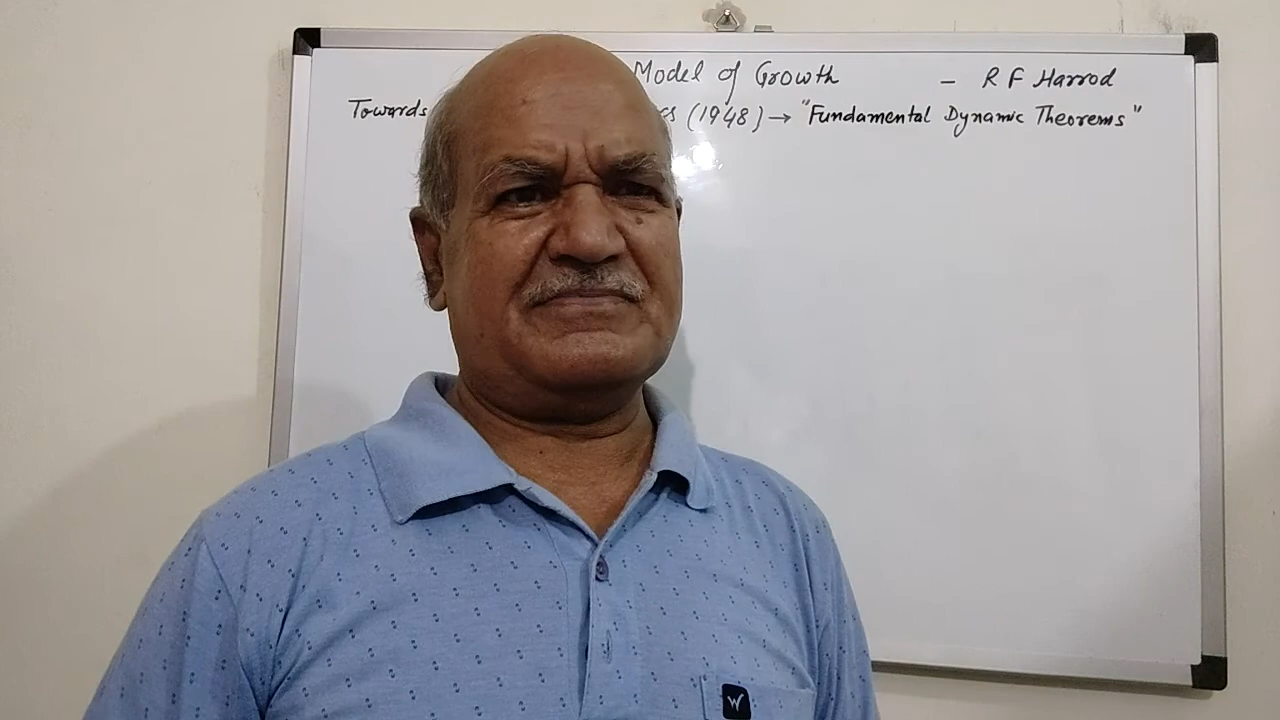 Model of Growth - R F Harrod
Towards (1948) → "Fundamental Dynamic Theorems"
W